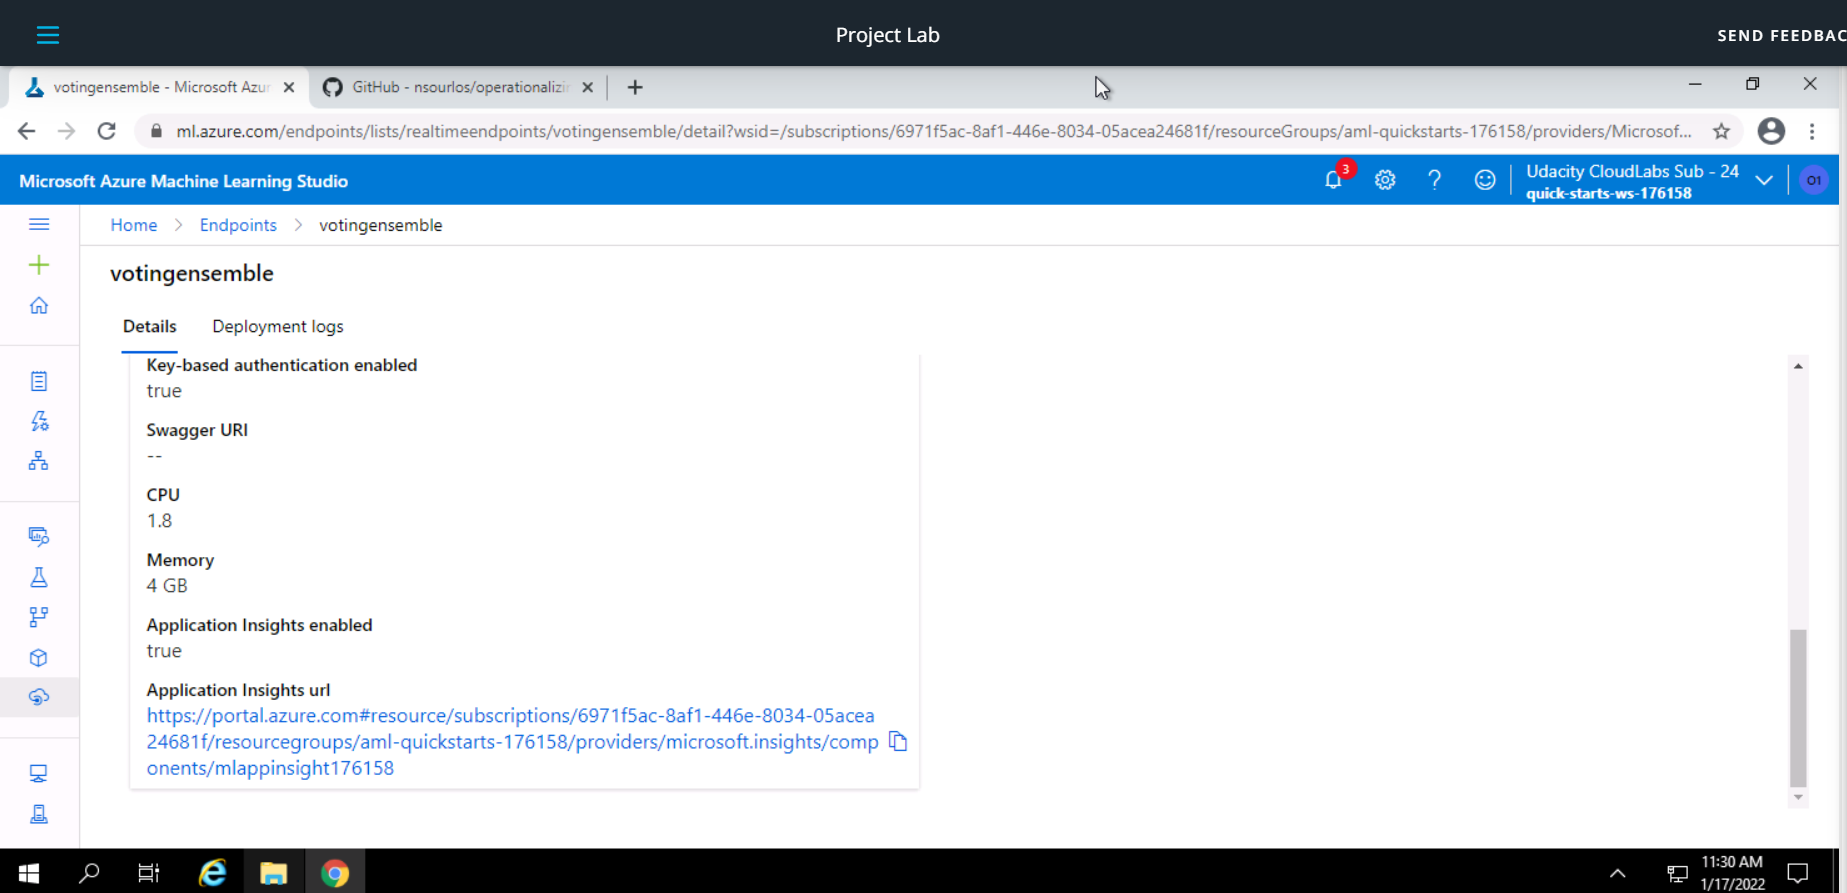 Project Lab
SEND FEEDBAC
votingensemble - Microsoft Azur
GitHub - nsourlos/operationalizin
ml.azure.com/endpoints/lists/realtimeendpoints/votingensemble/detail?wsid=/subscriptions/6971f5ac-8af1-446e-8034-05acea24681f/resourceGroups/aml-quickstarts-176158/providers/Microsof...
Microsoft Azure Machine Learning Studio
3
Udacity CloudLabs Sub - 24
quick-starts-ws-176158
O1
Home > Endpoints > votingensemble
votingensemble
Details
Deployment logs
Key-based authentication enabled
true
Swagger URI
--
CPU
1.8
Memory
4 GB
Application Insights enabled
true
Application Insights url
https://portal.azure.com#resource/subscriptions/6971f5ac-8af1-446e-8034-05acea
24681f/resourcegroups/aml-quickstarts-176158/providers/microsoft.insights/comp
onents/mlappinsight176158
11:30 AM
1/17/2022